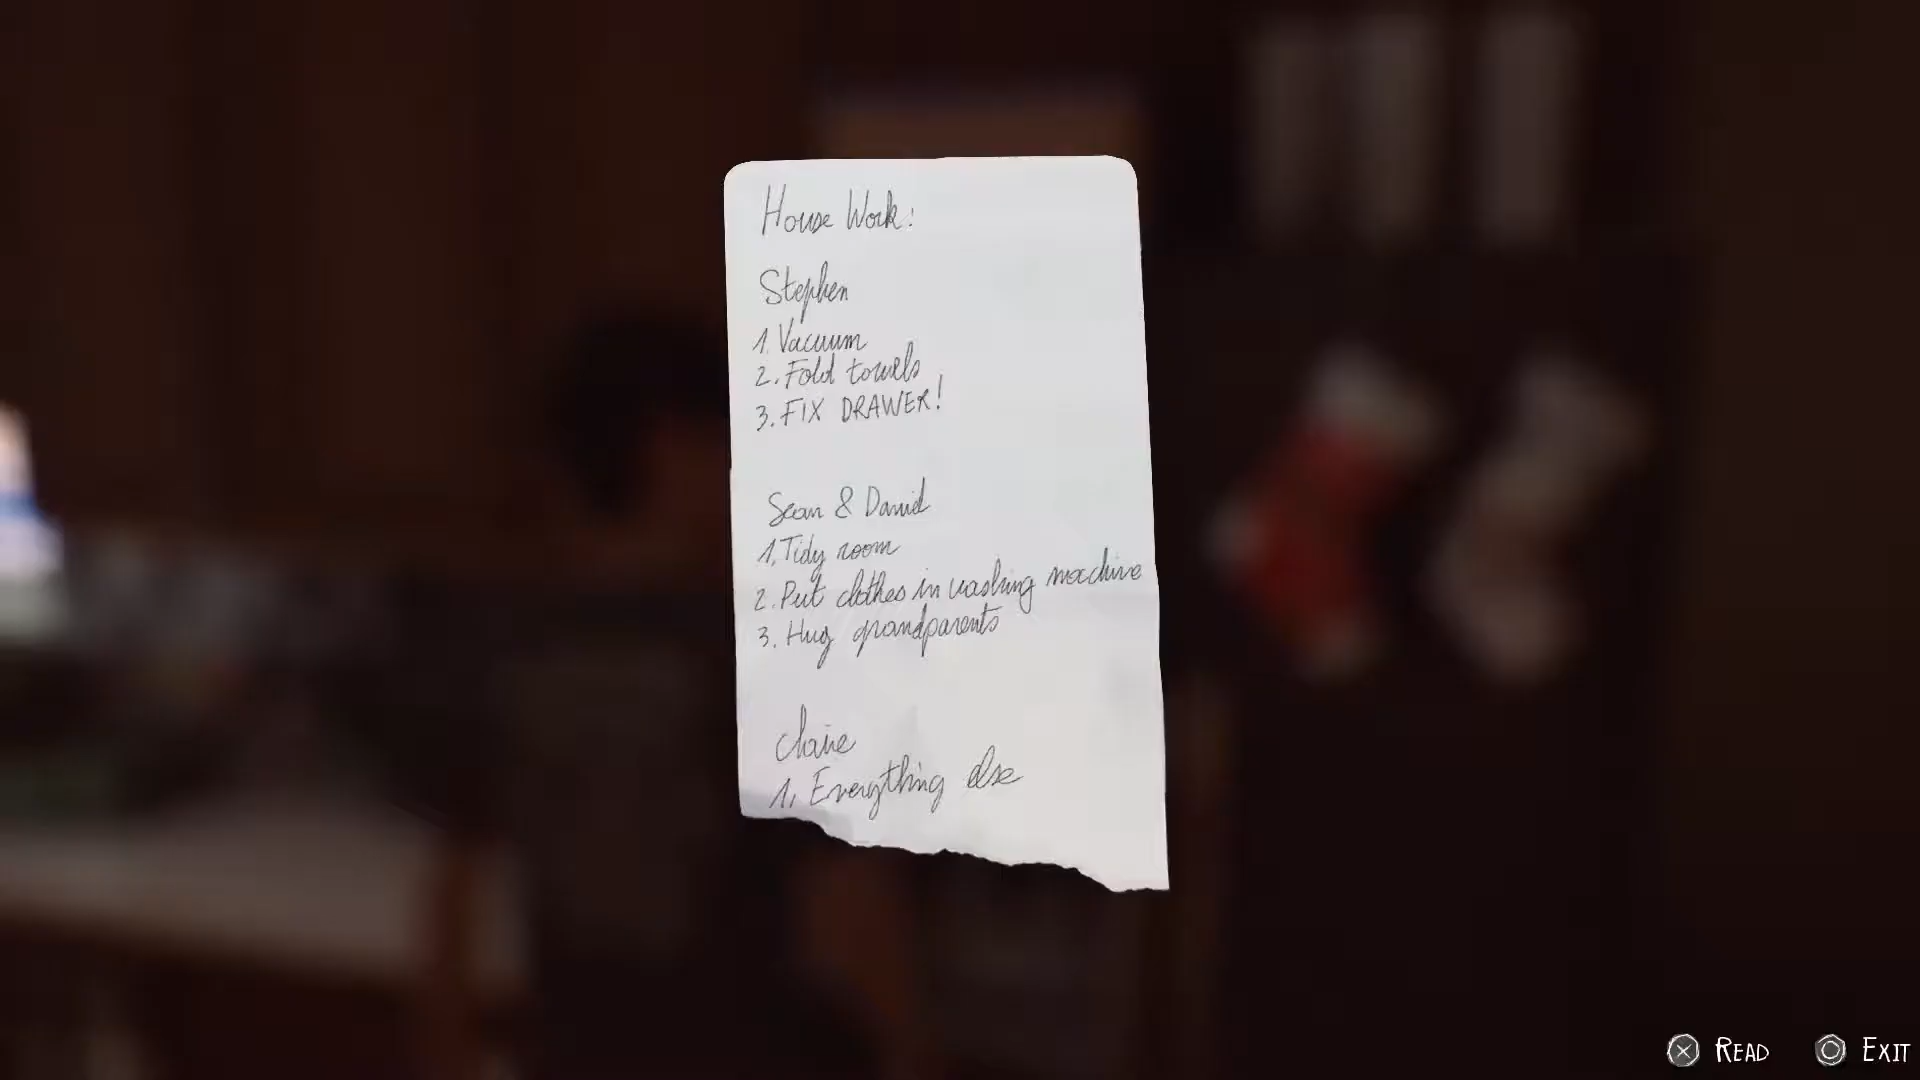 House Work:
Stephen
1. Vacuum
2. Fold towels
3. FIX DRAWER!
Sean & Daniel
1. Tidy room
2. Put clothes in washing machine
3. Hug grandparents
Claire
1. Everything else
READ
EXIT